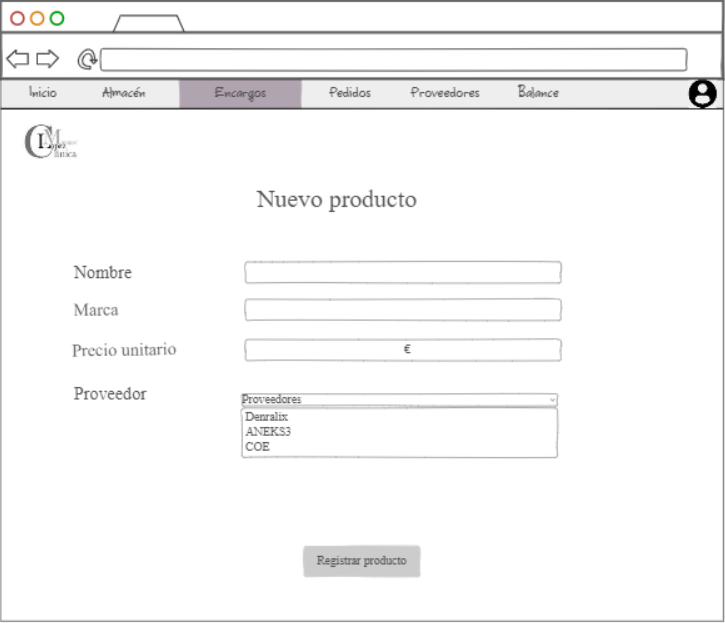 Inicio Almacén Encargos Pedidos Proveedores Balance
Nuevo producto
Nombre
Marca
Precio unitario €
Proveedor
Proveedores
Denralix
ANEKS3
COE
Registrar producto